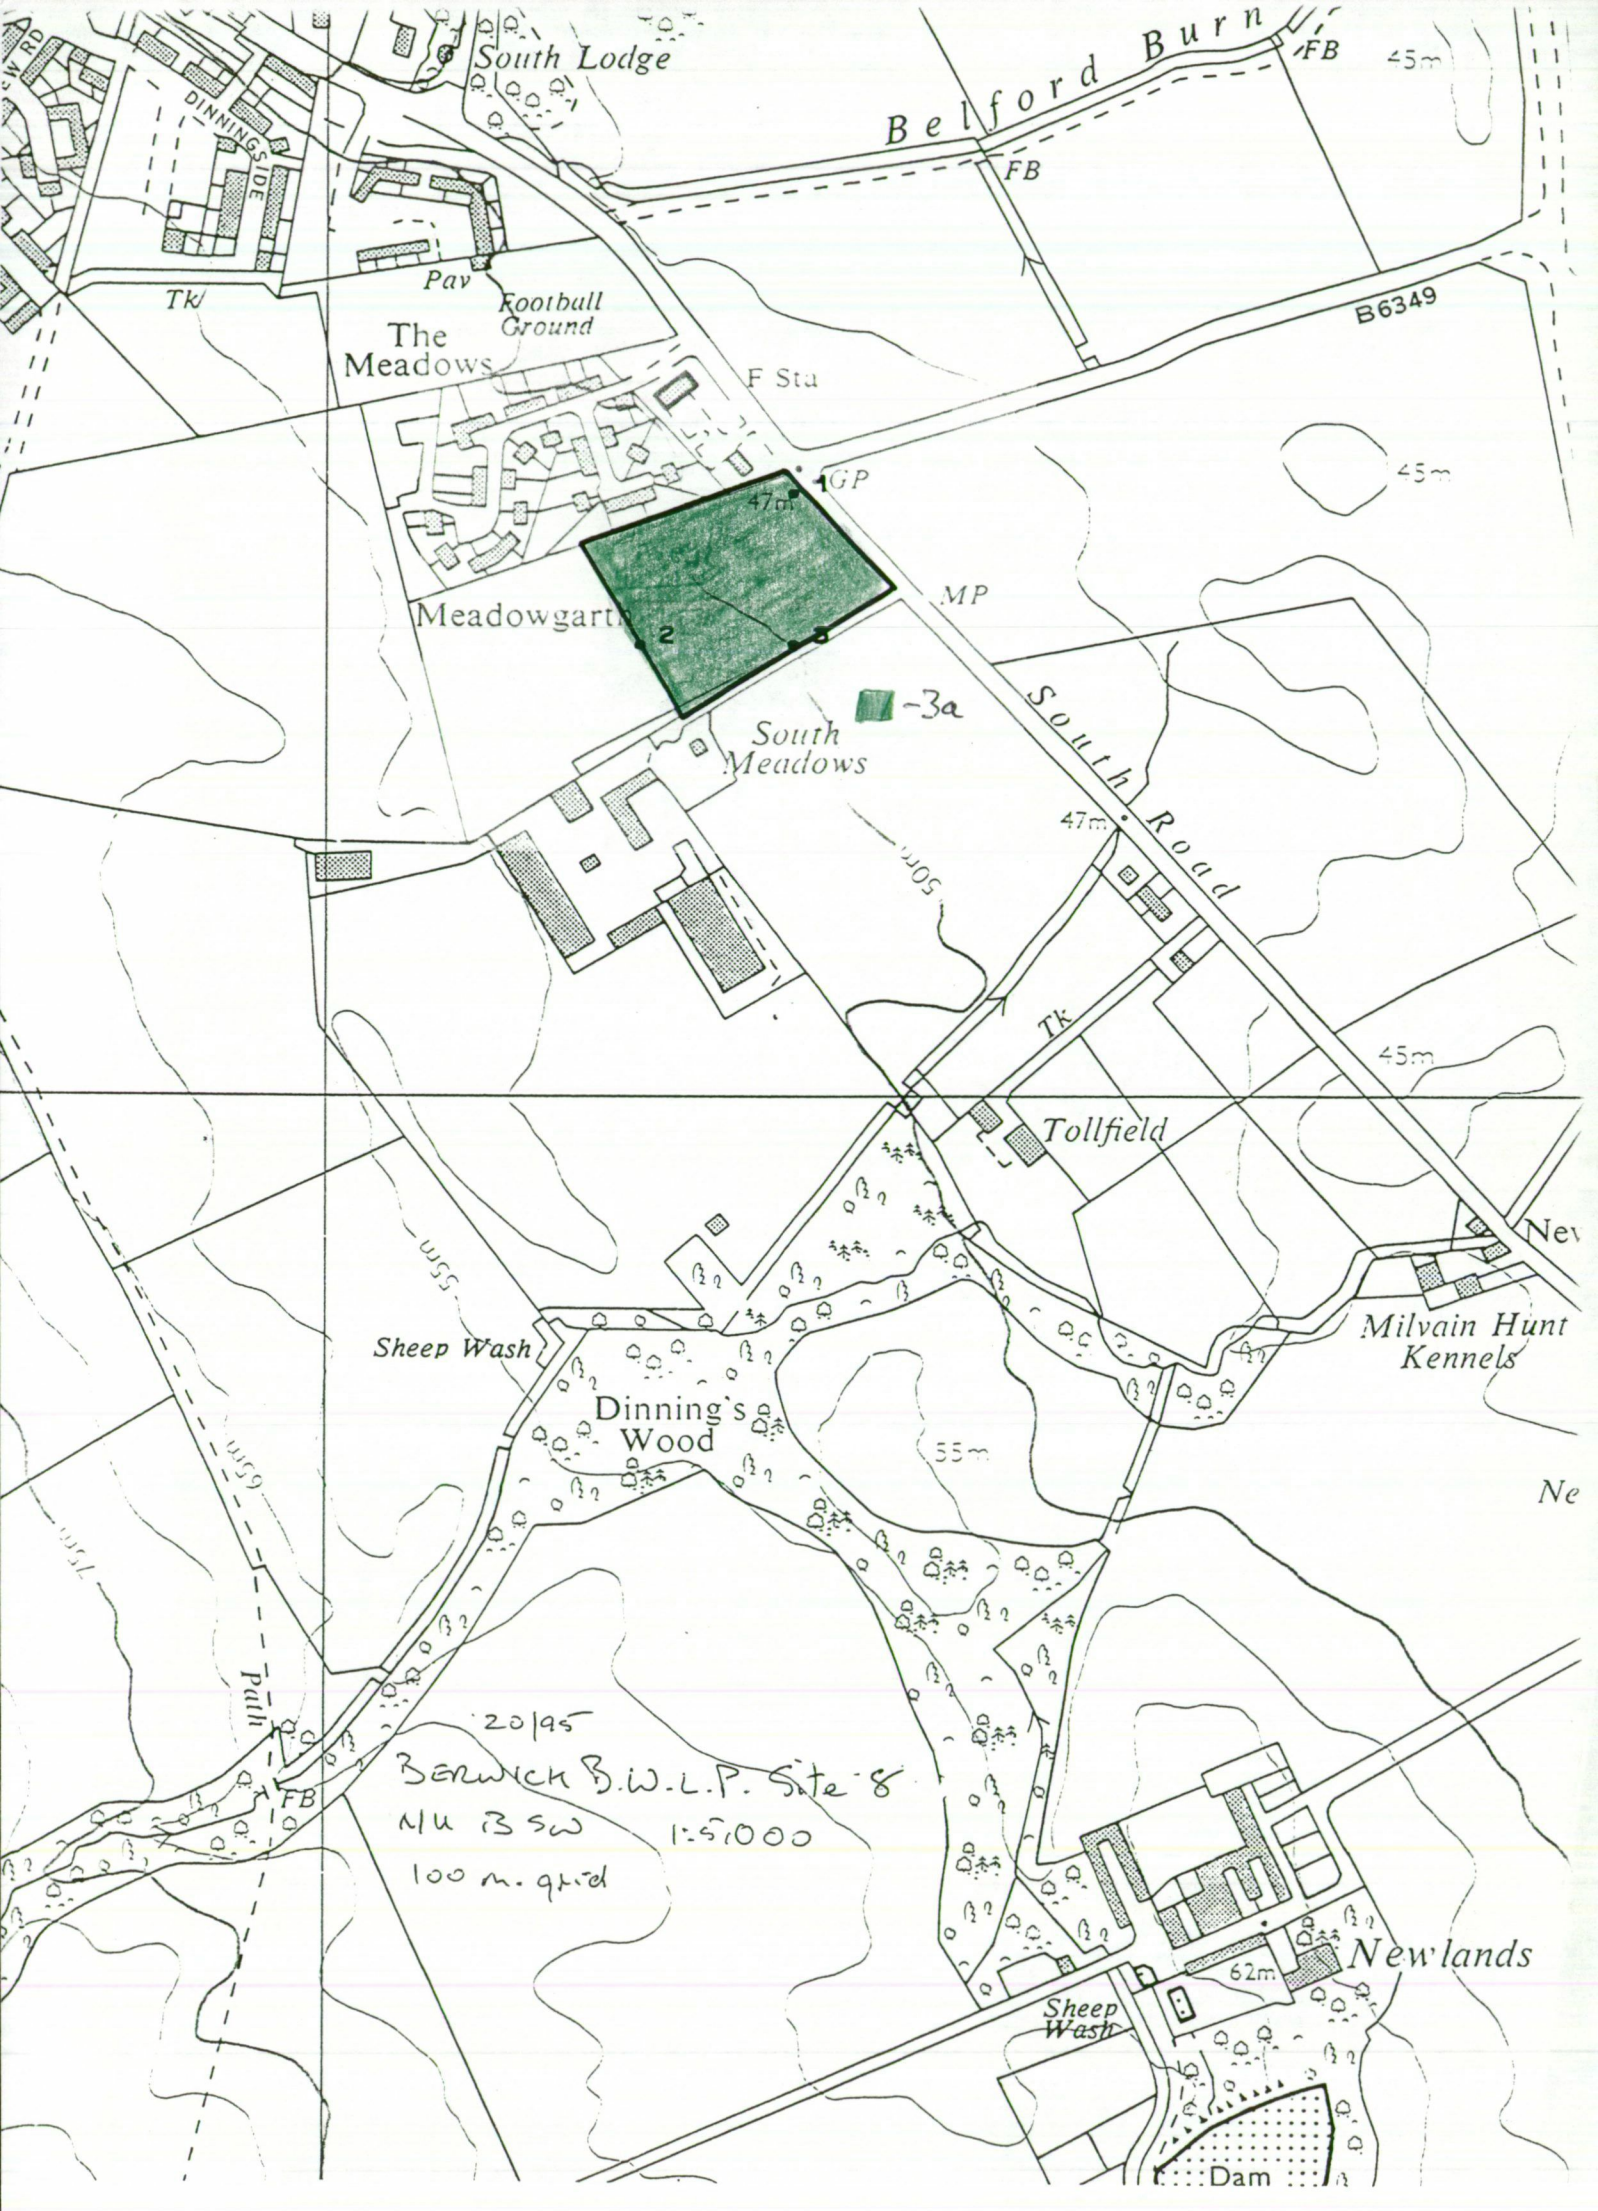 South Lodge
Belford Burn
FB
45m
FB
DINNINGSIDE
Tk
Pav
Football
Ground
B6349
The
Meadows
F Sta
45m
1
GP
47m
MP
Meadowgarth
2
3
-3a
South
Meadows
South Road
47m
50m
Tk
45m
Tollfield
55m
Milvain Hunt
Kennels
Sheep Wash
Dinning's
Wood
55m
65m
75m
Path
20/95
BERWICK B.W.L.P. Site 8
FB
NU 13 SW 1:5,000
100 m. grid
Newlands
62m
Sheep
Wash
Dam